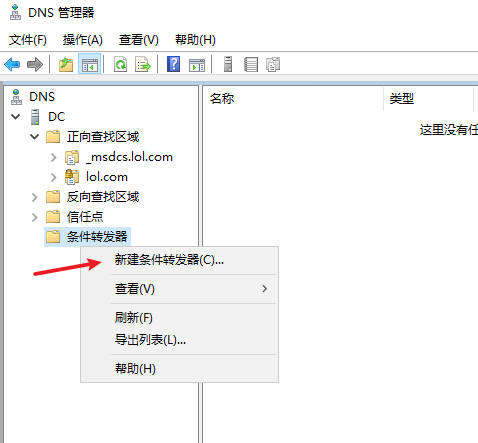 DNS 管理器
文件(F) 操作(A) 查看(V) 帮助(H)
DNS
DC
正向查找区域
_msdcs.lol.com
lol.com
反向查找区域
信任点
条件转发器
名称 类型
这里没有任
新建条件转发器(C)...
查看(V)
刷新(F)
导出列表(L)...
帮助(H)